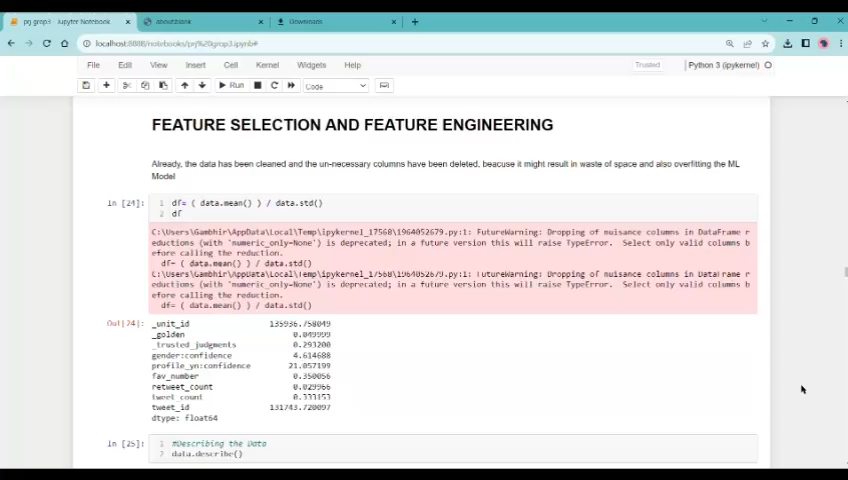 prj grop3 - Jupyter Notebook
about:blank
Downloads
localhost:8888/notebooks/prj%20grop3.ipynb#
File Edit View Insert Cell Kernel Widgets Help
Trusted
Python 3 (ipykernel)
Run
Code
FEATURE SELECTION AND FEATURE ENGINEERING
Already, the data has been cleaned and the un-necessary columns have been deleted, beacuse it might result in waste of space and also overfitting the ML
Model
In [24]:
1 df= ( data.mean() ) / data.std()
2 df
C:\Users\Gambhir\AppData\Local\Temp\ipykernel_17568\1964052679.py:1: FutureWarning: Dropping of nuisance columns in DataFrame r
eductions (with 'numeric_only=None') is deprecated; in a future version this will raise TypeError. Select only valid columns b
efore calling the reduction.
df= ( data.mean() ) / data.std()
C:\Users\Gambhir\AppData\Local\Temp\ipykernel_17568\1964052679.py:1: FutureWarning: Dropping of nuisance columns in DataFrame r
eductions (with 'numeric_only=None') is deprecated; in a future version this will raise TypeError. Select only valid columns b
efore calling the reduction.
df= ( data.mean() ) / data.std()
Out[24]:
_unit_id 135936.758049
_golden 0.049999
_trusted_judgments 0.293200
gender:confidence 4.614688
profile_yn:confidence 21.057199
fav_number 0.350056
retweet_count 0.029966
tweet_count 0.333153
tweet_id 131743.720097
dtype: float64
In [25]:
1 #Describing the Data
2 data.describe()